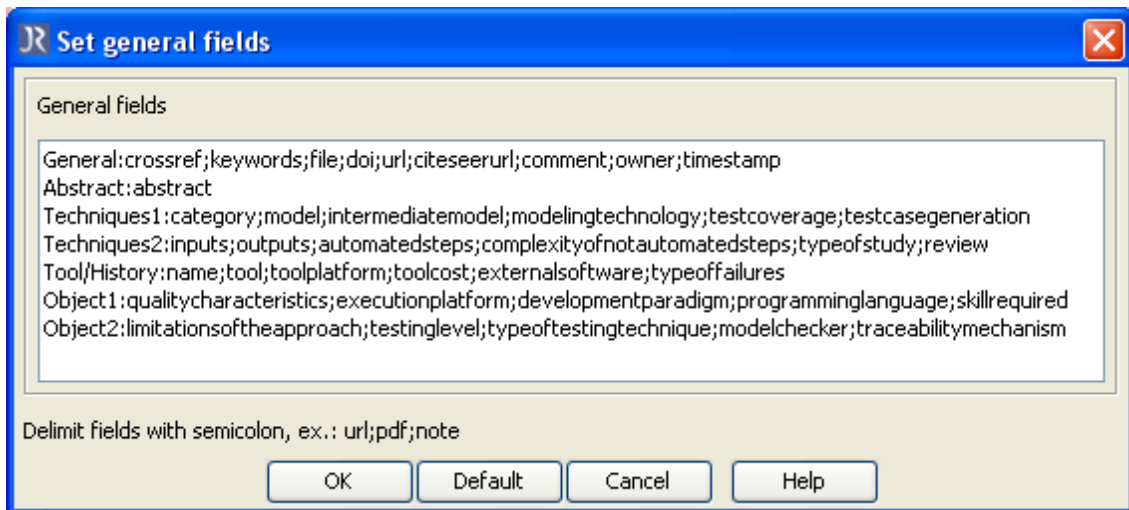 JR Set general fields
General fields
General:crossref;keywords;file;doi;url;citeseerurl;comment;owner;timestamp
Abstract:abstract
Techniques1:category;model;intermediatemodel;modelingtechnology;testcoverage;testcasegeneration
Techniques2:inputs;outputs;automatedsteps;complexityofnotautomatedsteps;typeofstudy;review
Tool/History:name;tool;toolplatform;toolcost;externalsoftware;typeoffailures
Object1:qualitycharacteristics;executionplatform;developmentparadigm;programminglanguage;skillrequired
Object2:limitationsoftheapproach;testinglevel;typeoftestingtechnique;modelchecker;traceabilitymechanism
Delimit fields with semicolon, ex.: url;pdf;note
OK Default Cancel Help